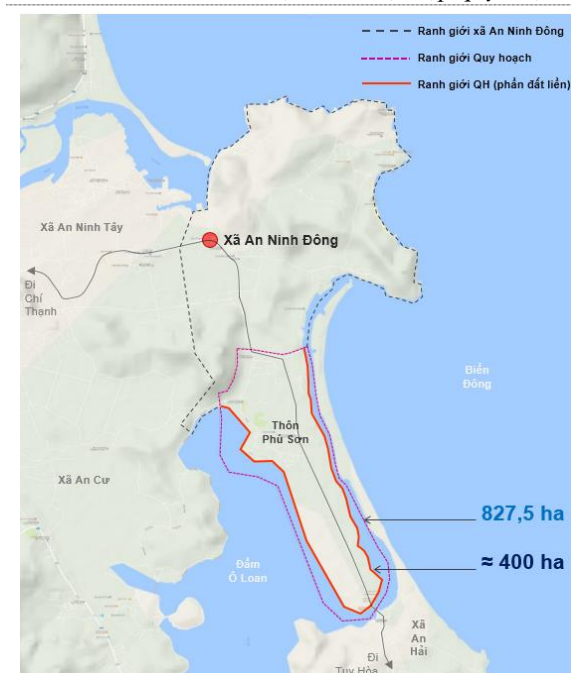 Ranh giới xã An Ninh Đông
Ranh giới Quy hoạch
Ranh giới QH (phần đất liền)
Xã An Ninh Tây
Xã An Ninh Đông
Đi
Chí
Thạnh
Biển
Đông
Thôn
Phú Sơn
Xã An Cư
827,5 ha
Đầm
Ô Loan
≈ 400 ha
Xã
An
Hải
Đi
Tuy Hòa